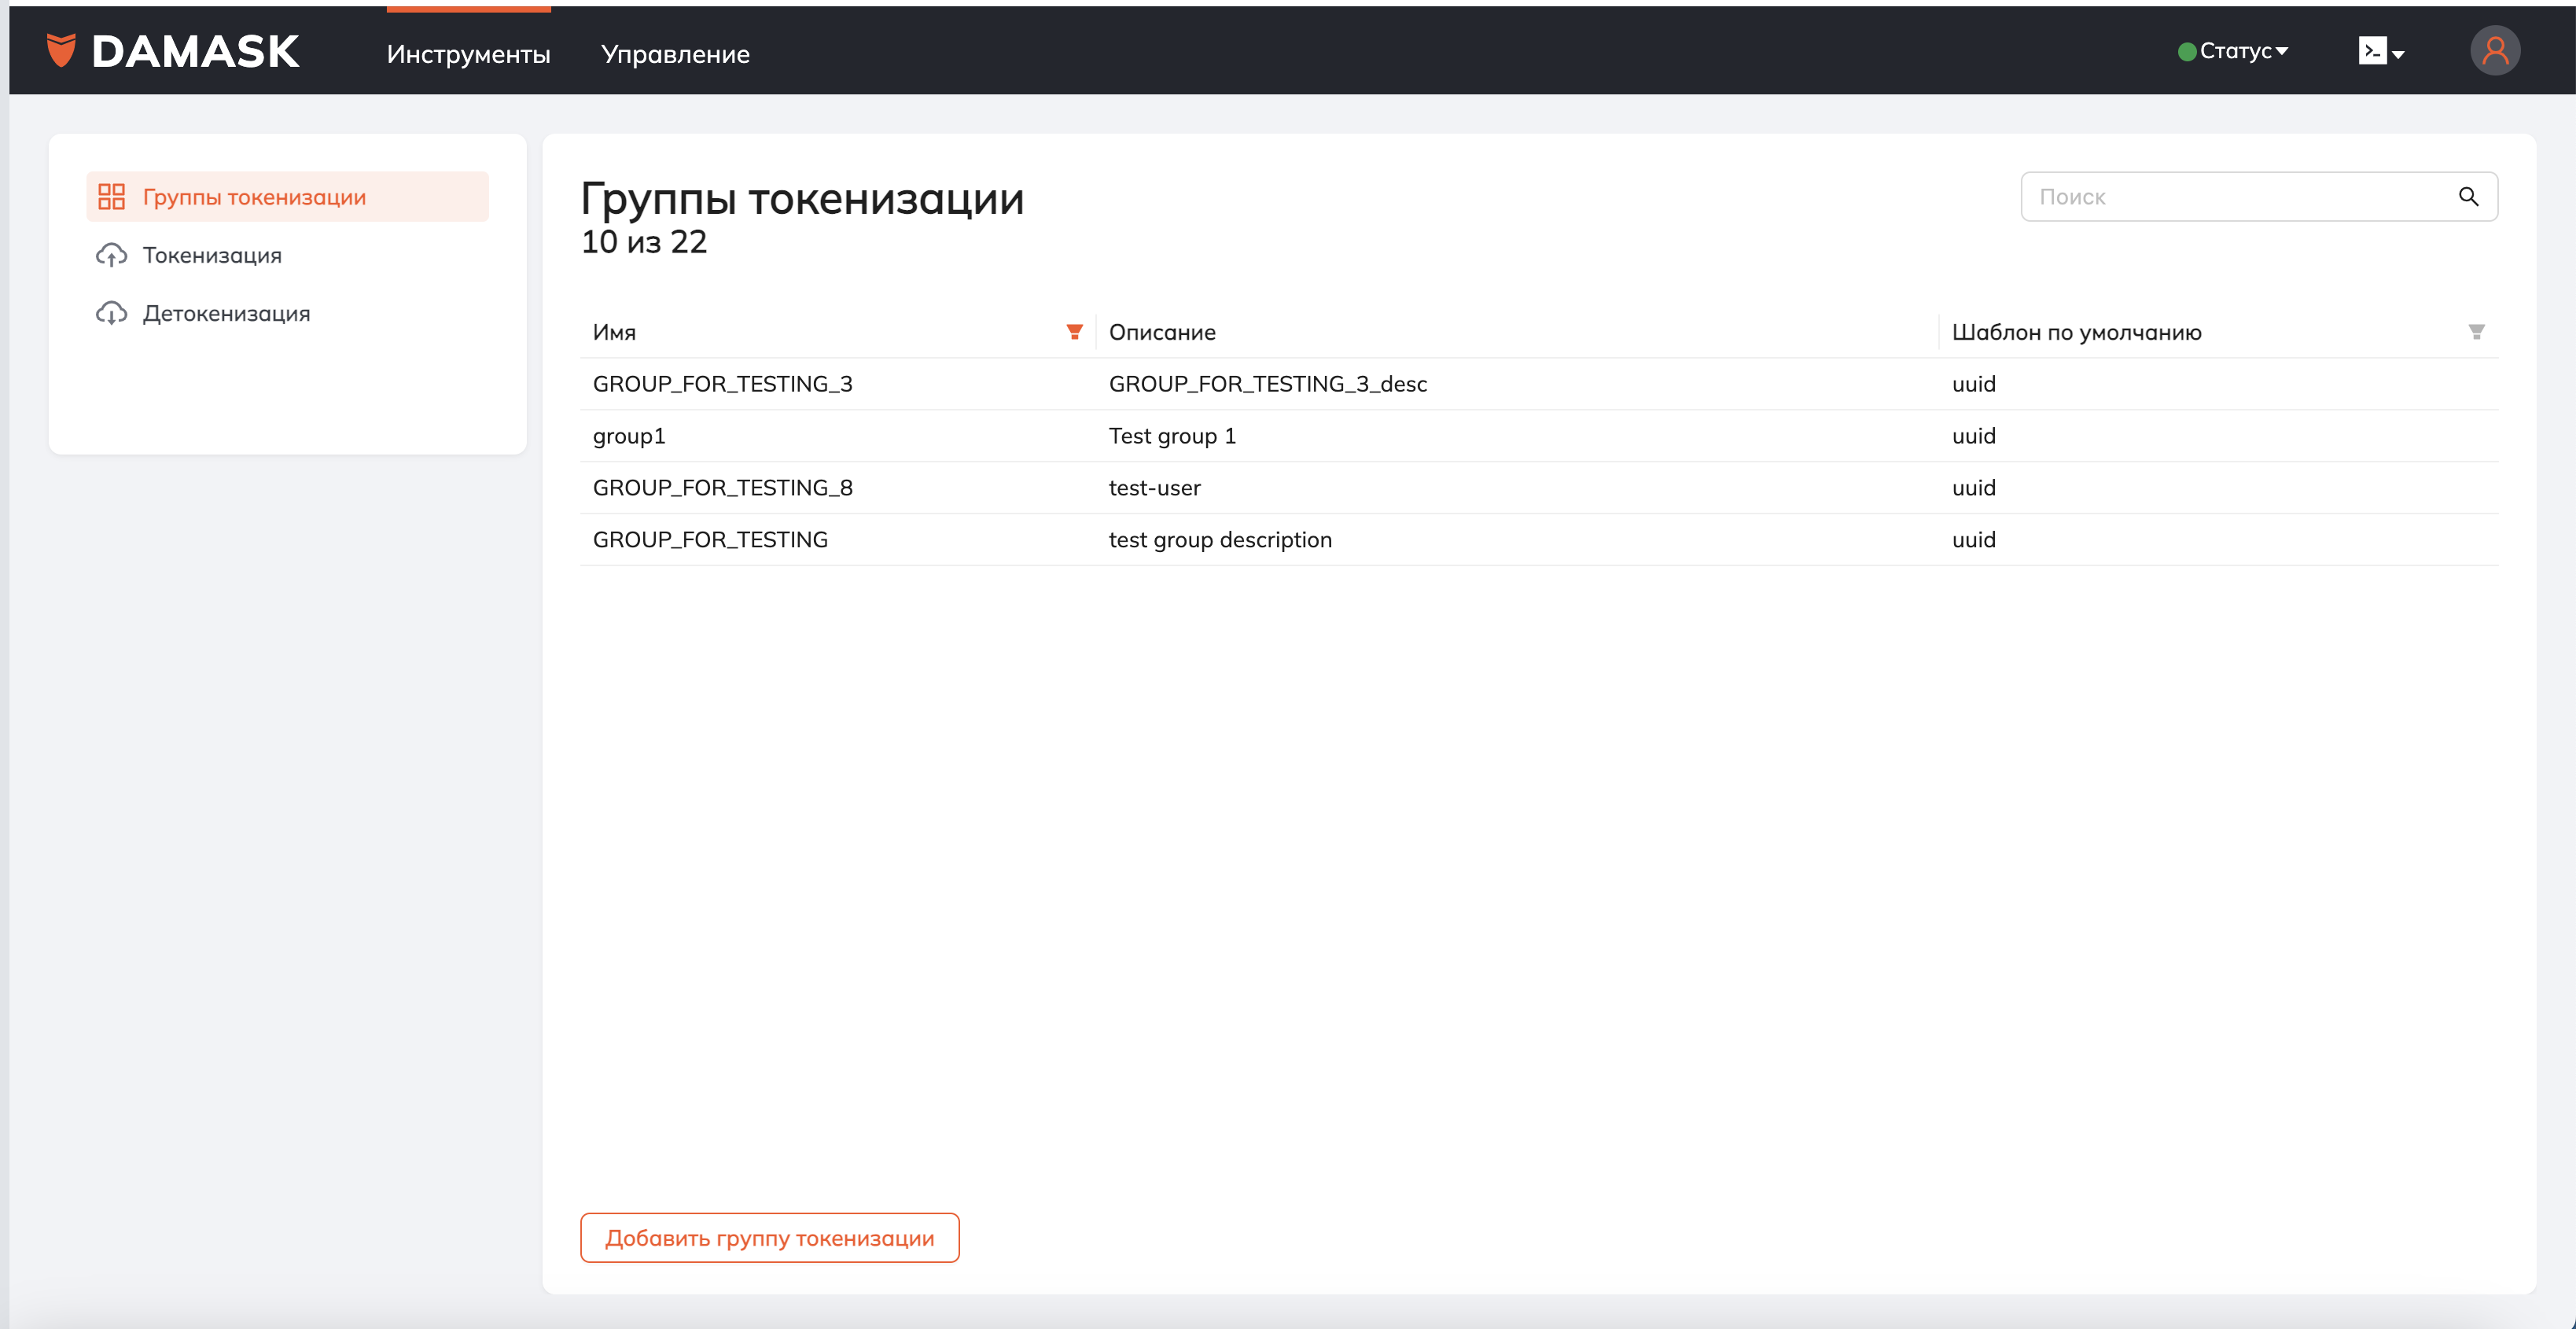 DAMASK
Инструменты Управление
Статус
Группы токенизации
Токенизация
Детокенизация
Группы токенизации
10 из 22
Поиск
Имя Описание Шаблон по умолчанию
GROUP_FOR_TESTING_3 GROUP_FOR_TESTING_3_desc uuid
group1 Test group 1 uuid
GROUP_FOR_TESTING_8 test-user uuid
GROUP_FOR_TESTING test group description uuid
Добавить группу токенизации